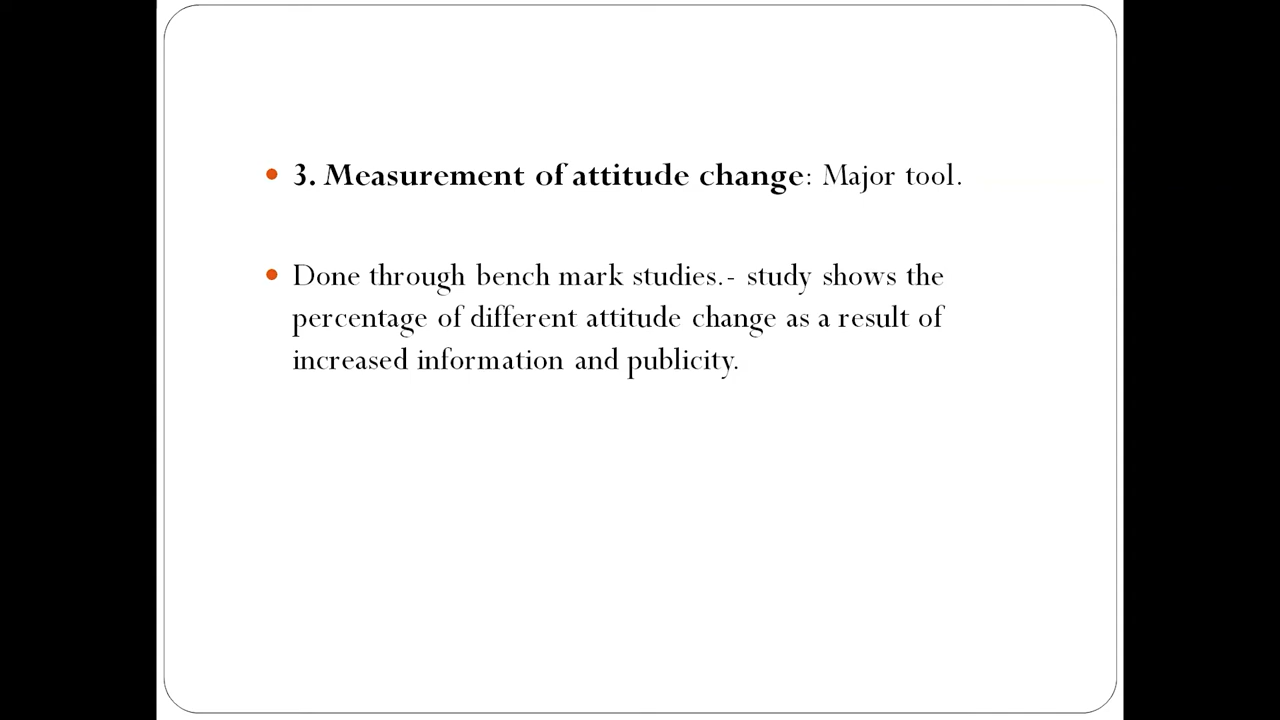 • 3. Measurement of attitude change: Major tool.
• Done through bench mark studies.- study shows the
percentage of different attitude change as a result of
increased information and publicity.